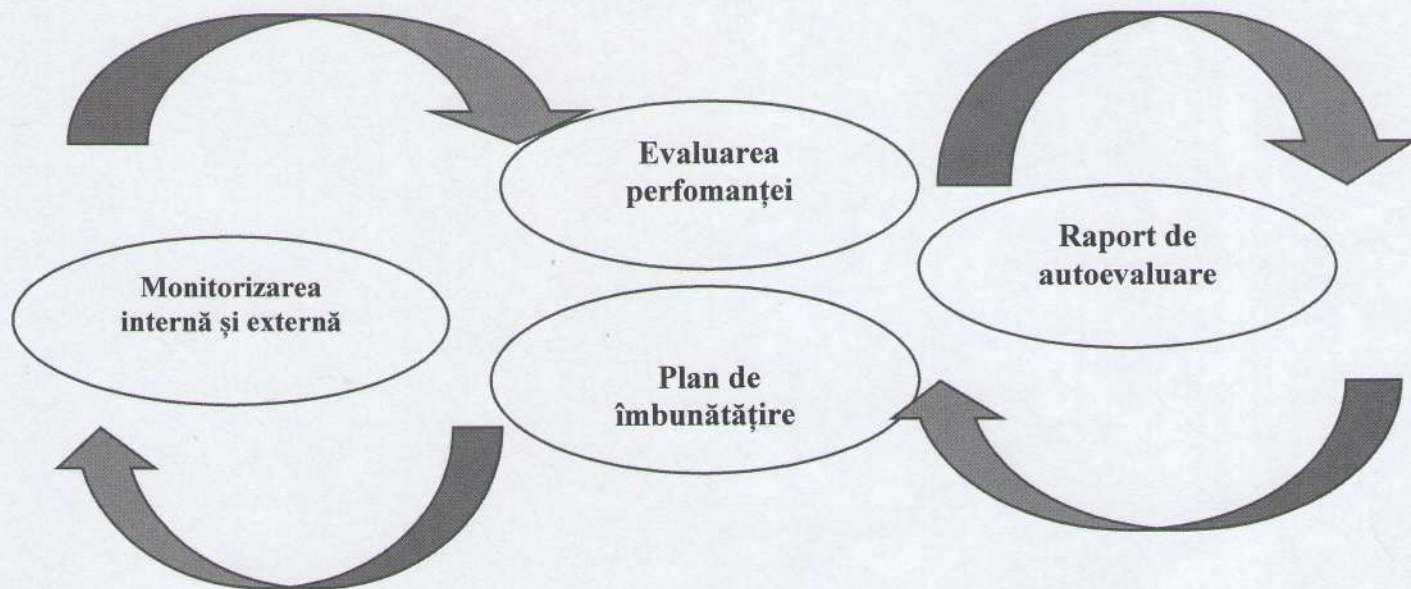 Evaluarea
perfomanței
Raport de
autoevaluare
Monitorizarea
internă și externă
Plan de
îmbunătățire